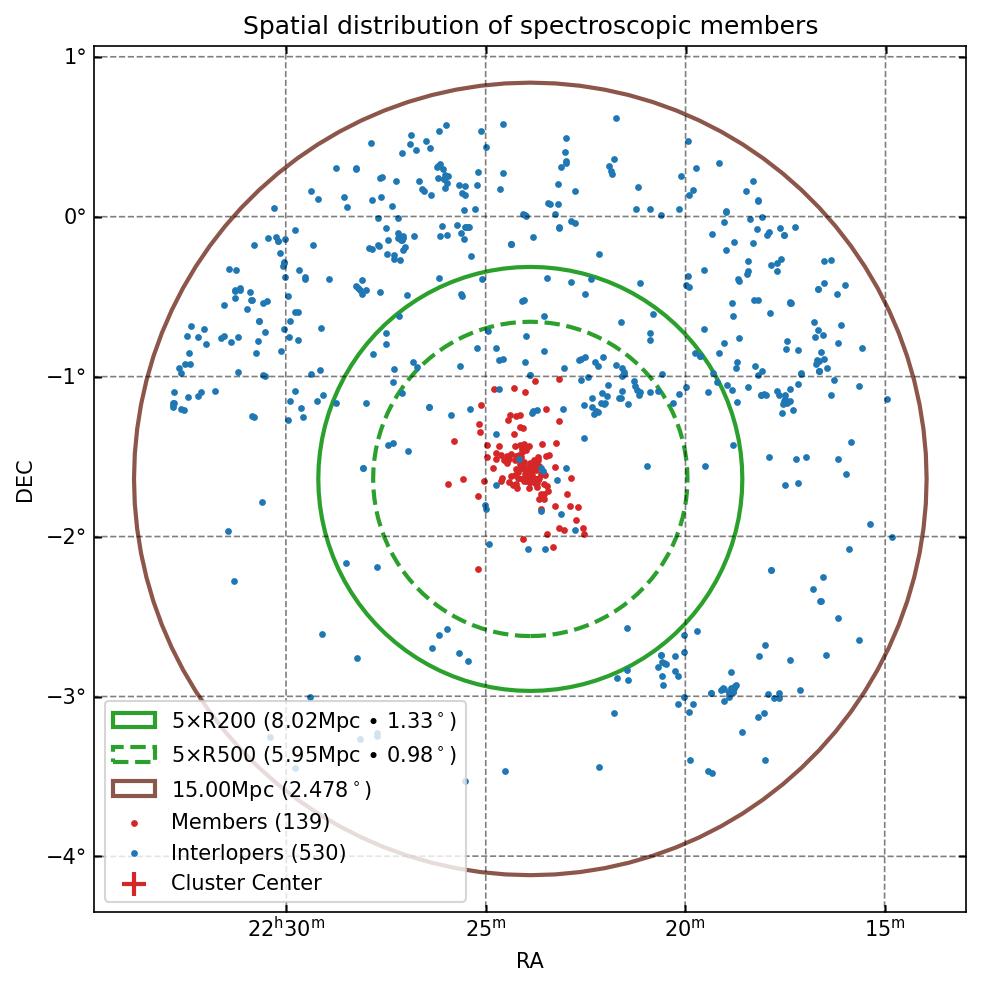 Spatial distribution of spectroscopic members
1°
0°
−1°
−2°
−3°
−4°
DEC
5×R200 (8.02Mpc • 1.33°)
5×R500 (5.95Mpc • 0.98°)
15.00Mpc (2.478°)
Members (139)
Interlopers (530)
Cluster Center
22ʰ30ᵐ
25ᵐ
20ᵐ
15ᵐ
RA